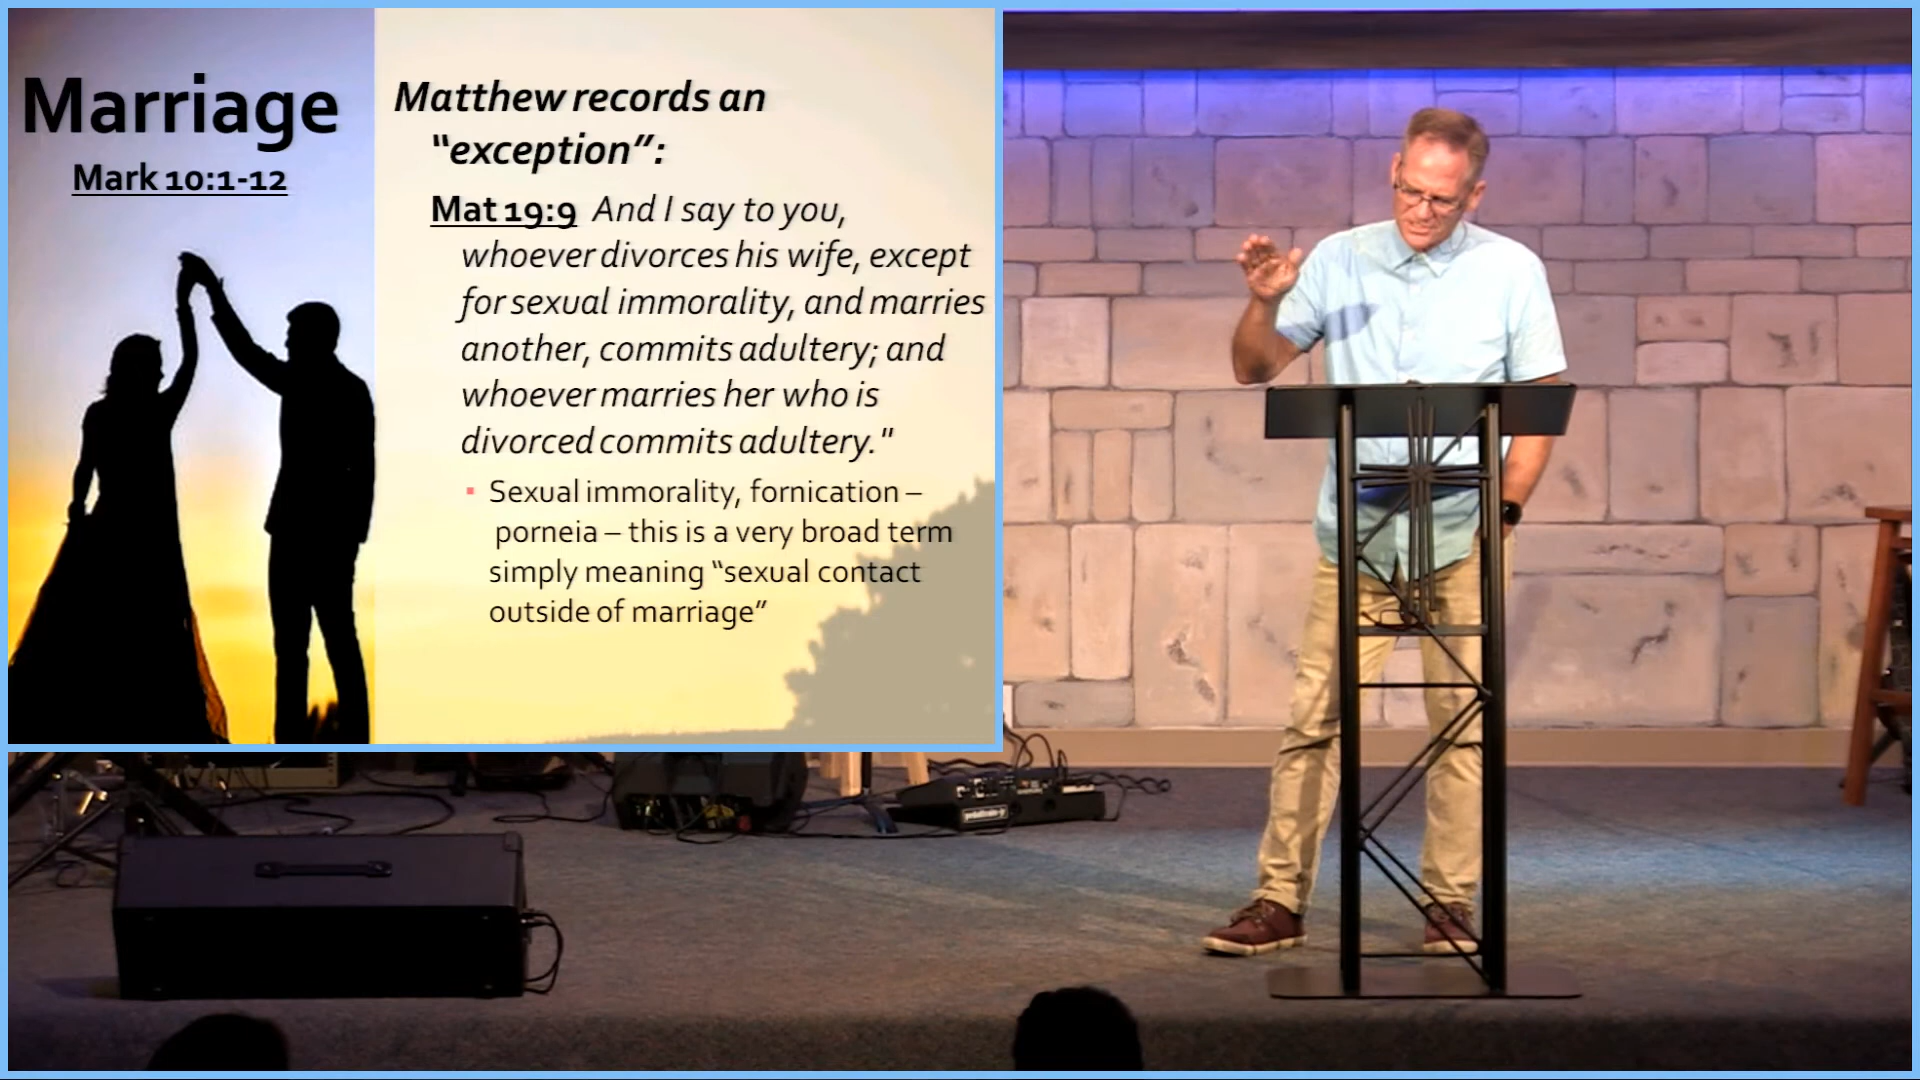 Marriage
Mark 10:1-12
Matthew records an
“exception”:
Mat 19:9 And I say to you,
whoever divorces his wife, except
for sexual immorality, and marries
another, commits adultery; and
whoever marries her who is
divorced commits adultery."
▪ Sexual immorality, fornication –
porneia – this is a very broad term
simply meaning “sexual contact
outside of marriage”